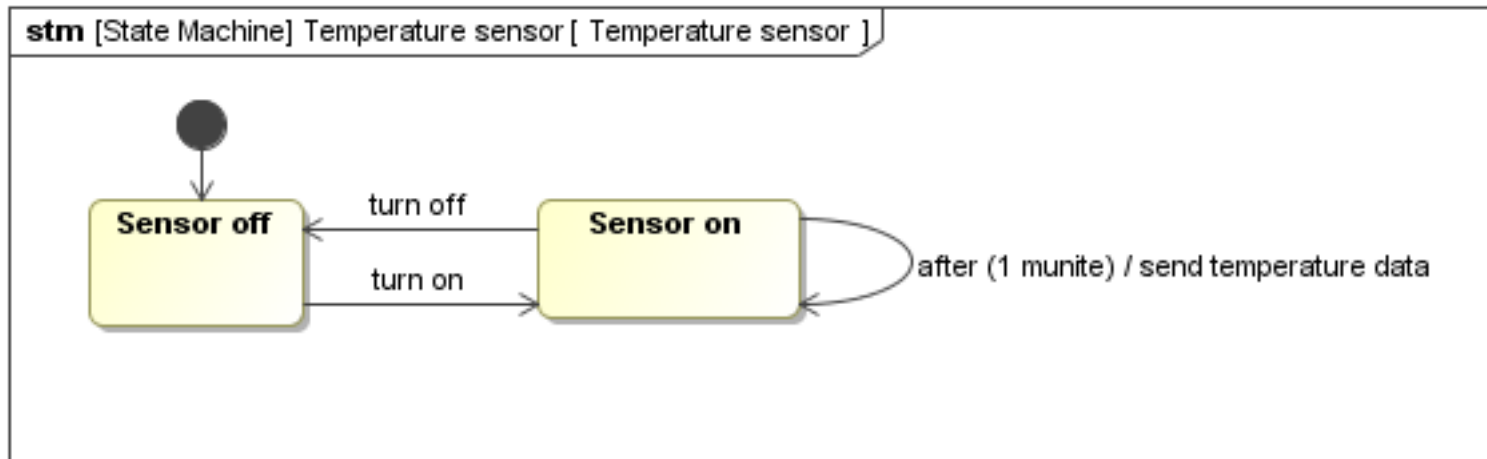 stm [State Machine] Temperature sensor [ Temperature sensor ]
turn off
Sensor off
Sensor on
turn on
after (1 munite) / send temperature data